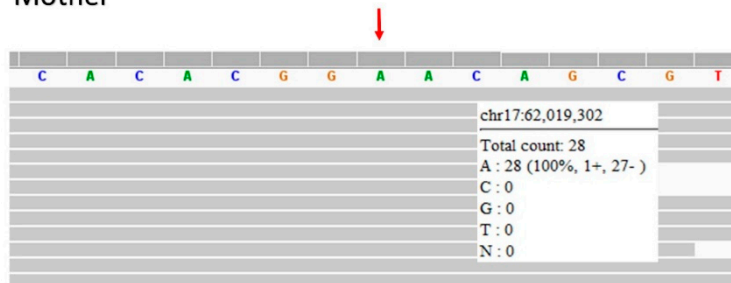 Mother
C A C A C G G A A C A G C G T
chr17:62,019,302
Total count: 28
A : 28 (100%, 1+, 27- )
C : 0
G : 0
T : 0
N : 0